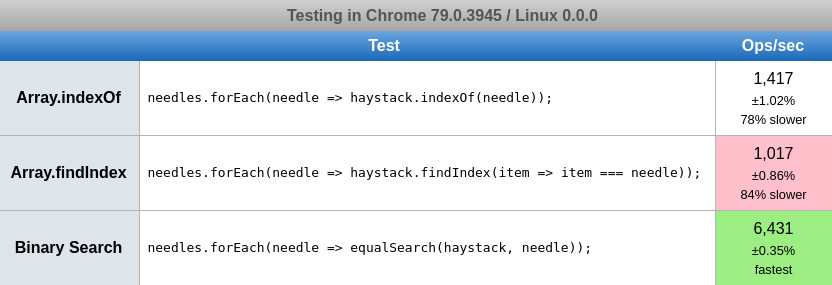 Testing in Chrome 79.0.3945 / Linux 0.0.0
Test Ops/sec
Array.indexOf needles.forEach(needle => haystack.indexOf(needle)); 1,417
±1.02%
78% slower
Array.findIndex needles.forEach(needle => haystack.findIndex(item => item === needle)); 1,017
±0.86%
84% slower
Binary Search needles.forEach(needle => equalSearch(haystack, needle)); 6,431
±0.35%
fastest